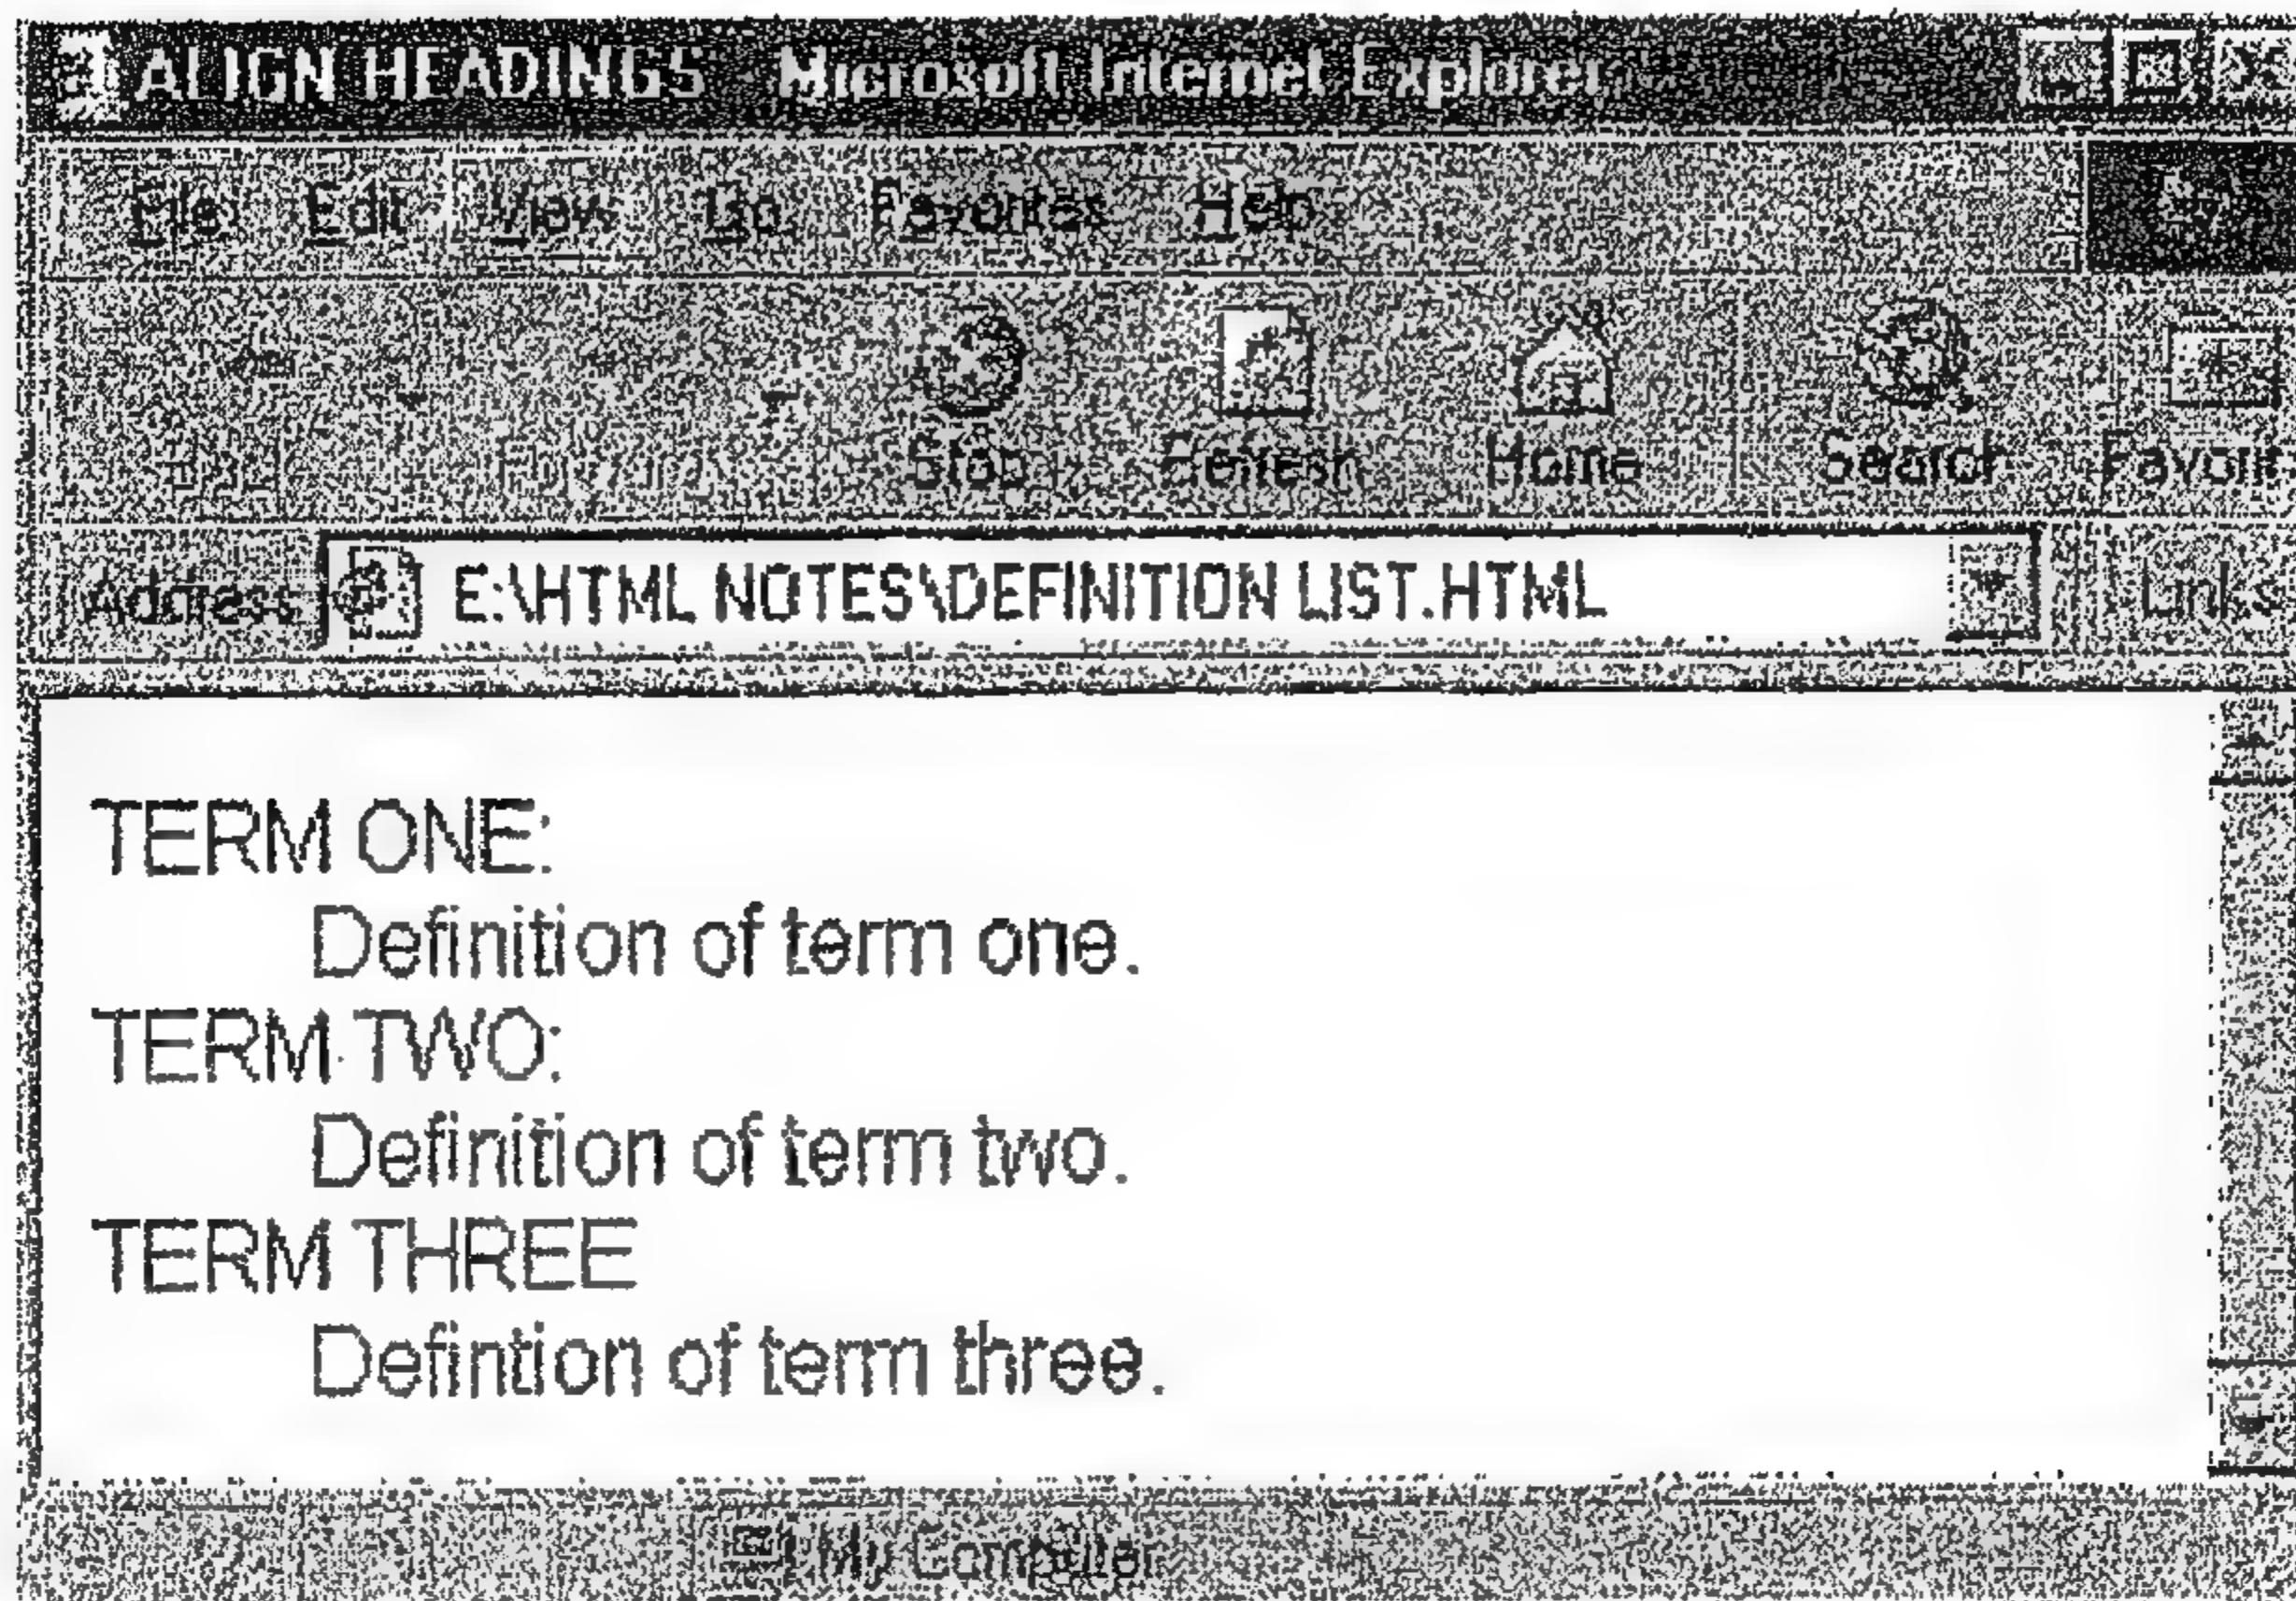 ALIGN HEADINGS - Microsoft Internet Explorer
File Edit View Go Favorites Help
Stop Refresh Home Search Favorit
Address E:\HTML NOTES\DEFINITION LIST.HTML Links
TERM ONE:
Definition of term one.
TERM TWO:
Definition of term two.
TERM THREE
Defintion of term three.
My Computer